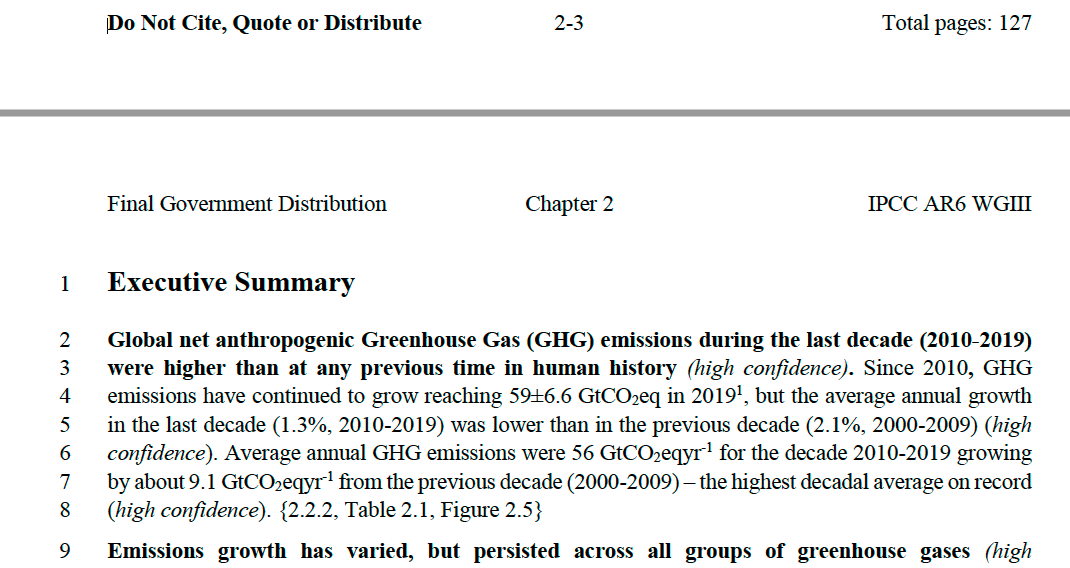 Do Not Cite, Quote or Distribute 2-3 Total pages: 127
Final Government Distribution Chapter 2 IPCC AR6 WGIII
1 Executive Summary
2 Global net anthropogenic Greenhouse Gas (GHG) emissions during the last decade (2010-2019)
3 were higher than at any previous time in human history (high confidence). Since 2010, GHG
4 emissions have continued to grow reaching 59±6.6 GtCO₂eq in 2019¹, but the average annual growth
5 in the last decade (1.3%, 2010-2019) was lower than in the previous decade (2.1%, 2000-2009) (high
6 confidence). Average annual GHG emissions were 56 GtCO₂eqyr⁻¹ for the decade 2010-2019 growing
7 by about 9.1 GtCO₂eqyr⁻¹ from the previous decade (2000-2009) – the highest decadal average on record
8 (high confidence). {2.2.2, Table 2.1, Figure 2.5}
9 Emissions growth has varied, but persisted across all groups of greenhouse gases (high